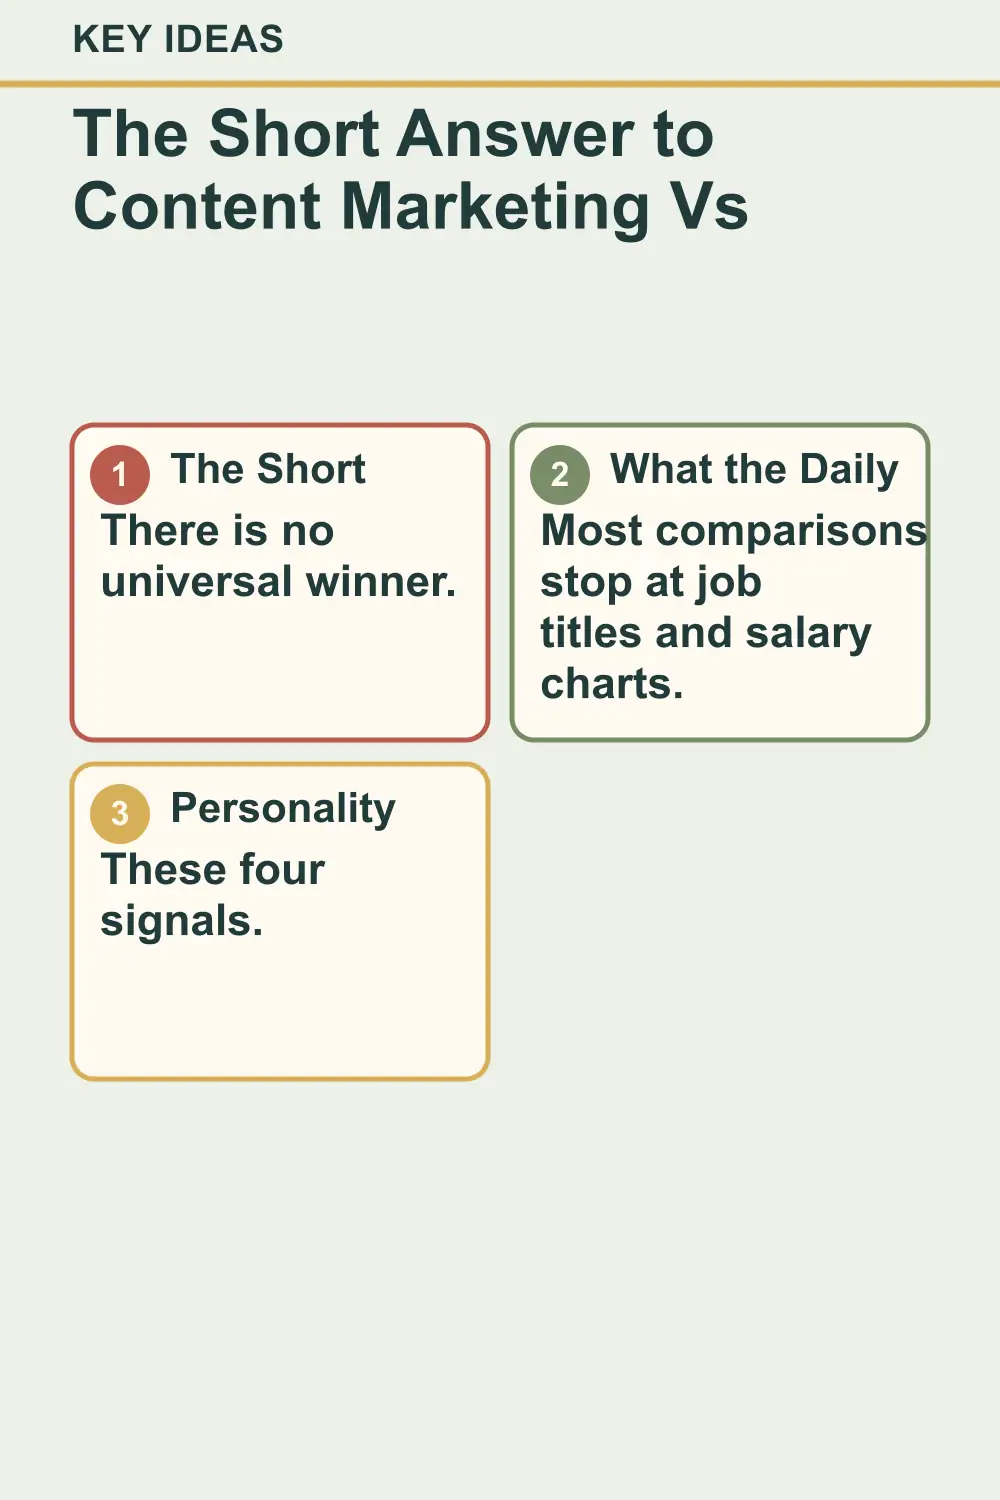 KEY IDEAS
The Short Answer to
Content Marketing Vs
1 The Short
There is no
universal winner.
2 What the Daily
Most comparisons
stop at job
titles and salary
charts.
3 Personality
These four
signals.